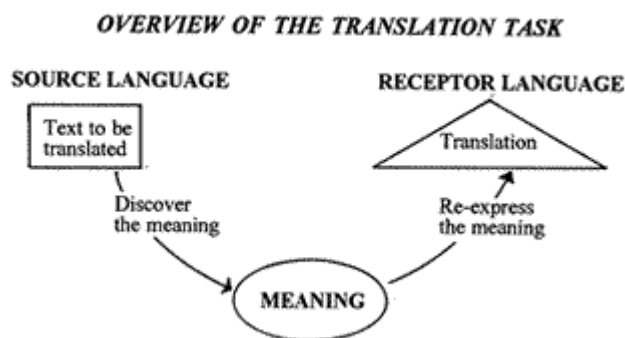 OVERVIEW OF THE TRANSLATION TASK
SOURCE LANGUAGE
RECEPTOR LANGUAGE
Text to be
translated
Translation
Discover
the meaning
Re-express
the meaning
MEANING